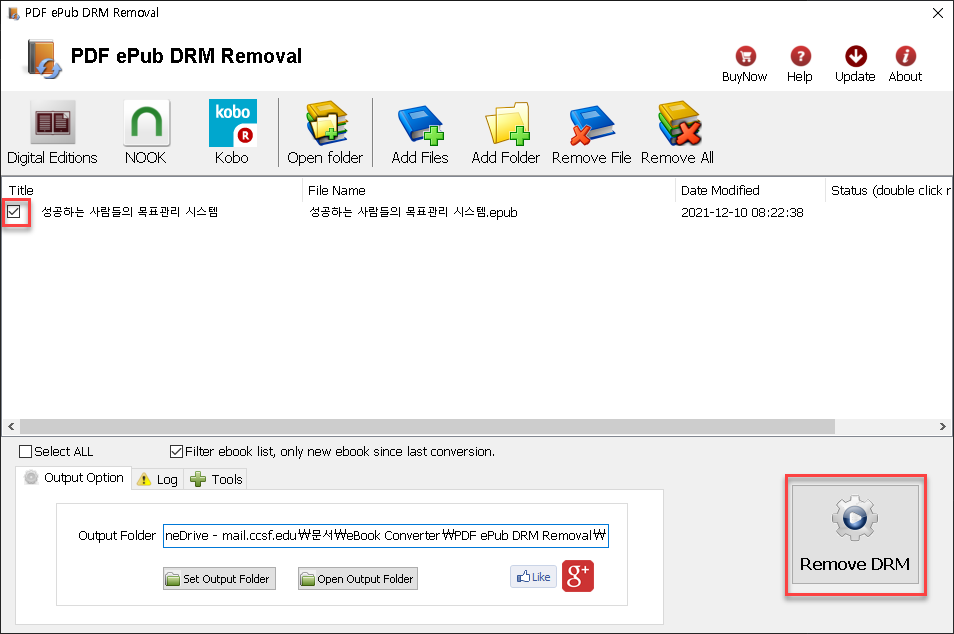 PDF ePub DRM Removal
PDF ePub DRM Removal
BuyNow Help Update About
kobo
R
Digital Editions NOOK Kobo Open folder Add Files Add Folder Remove File Remove All
Title File Name Date Modified Status (double click r
성공하는 사람들의 목표관리 시스템 성공하는 사람들의 목표관리 시스템.epub 2021-12-10 08:22:38
Select ALL Filter ebook list, only new ebook since last conversion.
Output Option Log Tools
Output Folder neDrive - mail.ccsf.edu₩문서₩eBook Converter₩PDF ePub DRM Removal₩
Set Output Folder Open Output Folder Like g+
Remove DRM